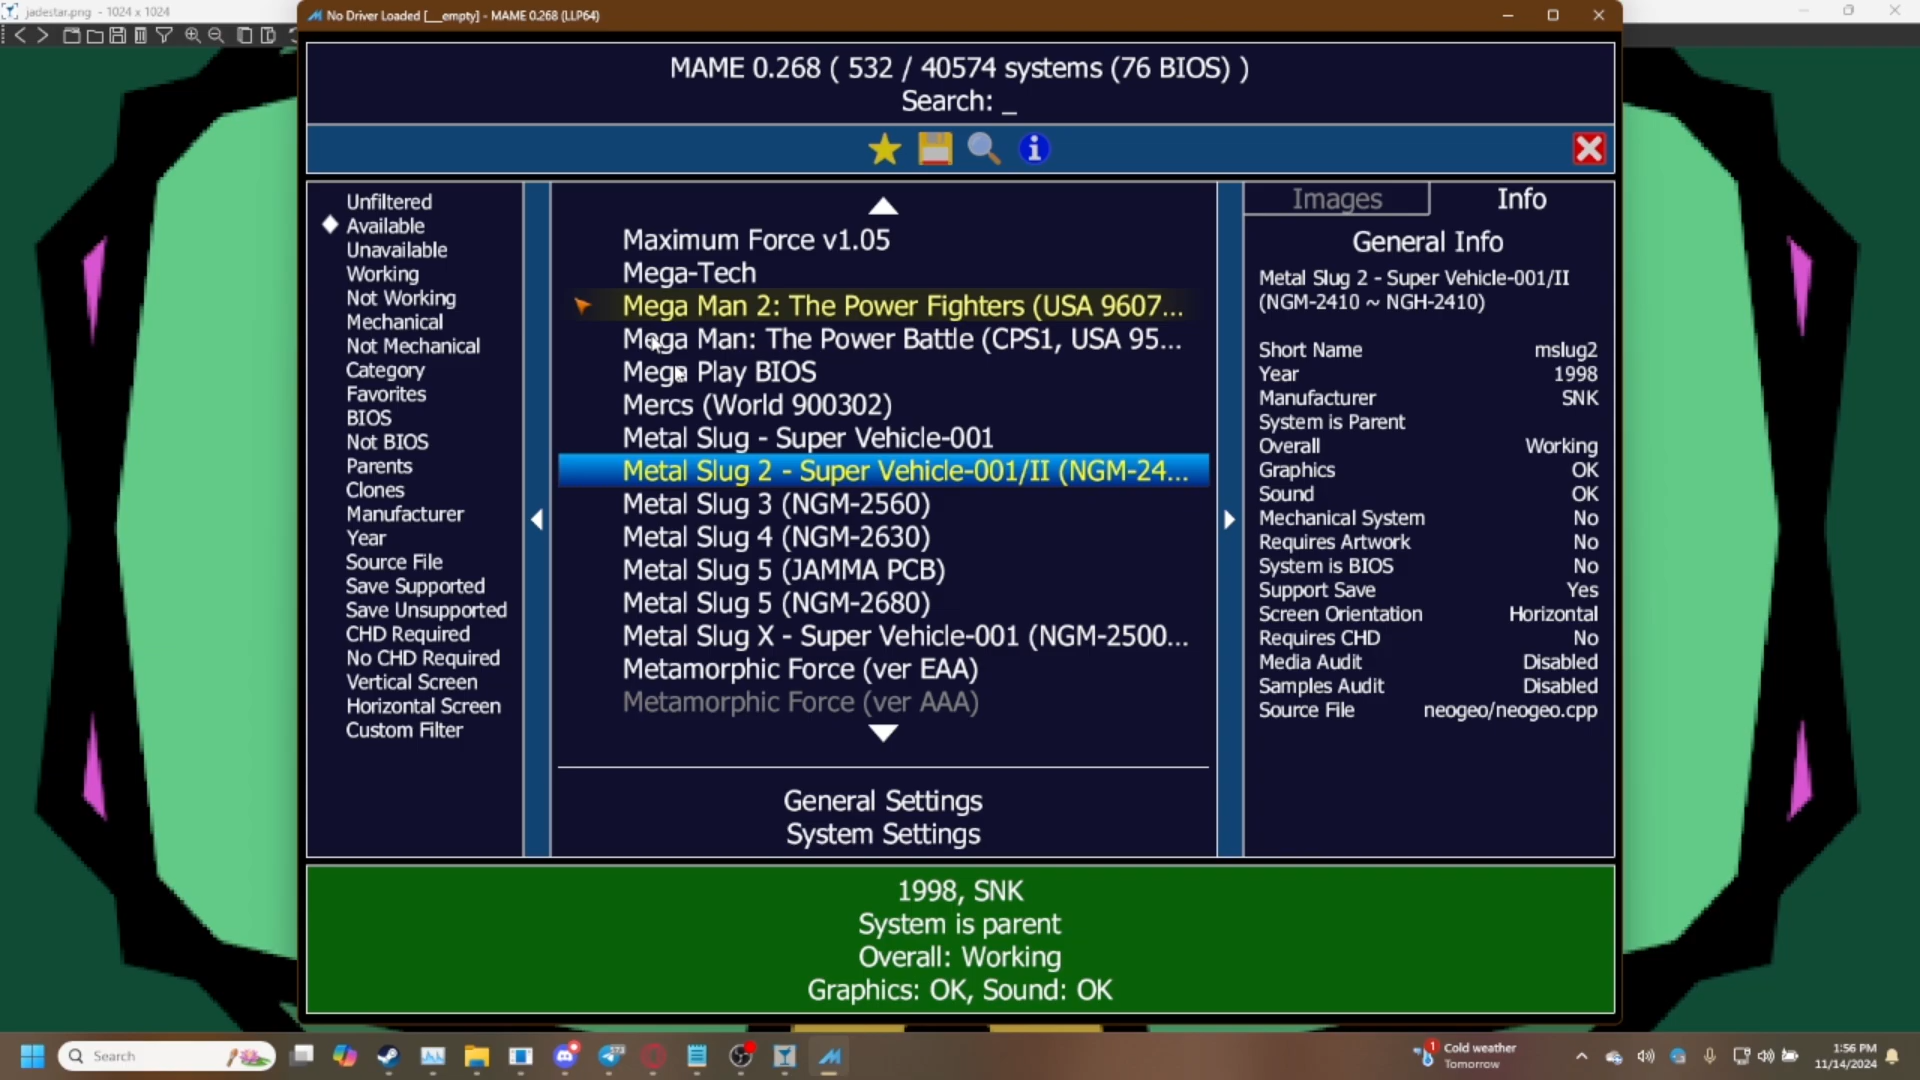 jadestar.png - 1024 x 1024
No Driver Loaded [__empty] - MAME 0.268 (LLP64)
MAME 0.268 ( 532 / 40574 systems (76 BIOS) )
Search: _
Unfiltered
Available
Unavailable
Working
Not Working
Mechanical
Not Mechanical
Category
Favorites
BIOS
Not BIOS
Parents
Clones
Manufacturer
Year
Source File
Save Supported
Save Unsupported
CHD Required
No CHD Required
Vertical Screen
Horizontal Screen
Custom Filter
Maximum Force v1.05
Mega-Tech
Mega Man 2: The Power Fighters (USA 9607...
Mega Man: The Power Battle (CPS1, USA 95...
Mega Play BIOS
Mercs (World 900302)
Metal Slug - Super Vehicle-001
Metal Slug 2 - Super Vehicle-001/II (NGM-24...
Metal Slug 3 (NGM-2560)
Metal Slug 4 (NGM-2630)
Metal Slug 5 (JAMMA PCB)
Metal Slug 5 (NGM-2680)
Metal Slug X - Super Vehicle-001 (NGM-2500...
Metamorphic Force (ver EAA)
Metamorphic Force (ver AAA)
General Settings
System Settings
Images Info
General Info
Metal Slug 2 - Super Vehicle-001/II
(NGM-2410 ~ NGH-2410)
Short Name mslug2
Year 1998
Manufacturer SNK
System is Parent
Overall Working
Graphics OK
Sound OK
Mechanical System No
Requires Artwork No
System is BIOS No
Support Save Yes
Screen Orientation Horizontal
Requires CHD No
Media Audit Disabled
Samples Audit Disabled
Source File neogeo/neogeo.cpp
1998, SNK
System is parent
Overall: Working
Graphics: OK, Sound: OK
Search
Cold weather
Tomorrow
1:56 PM
11/14/2024